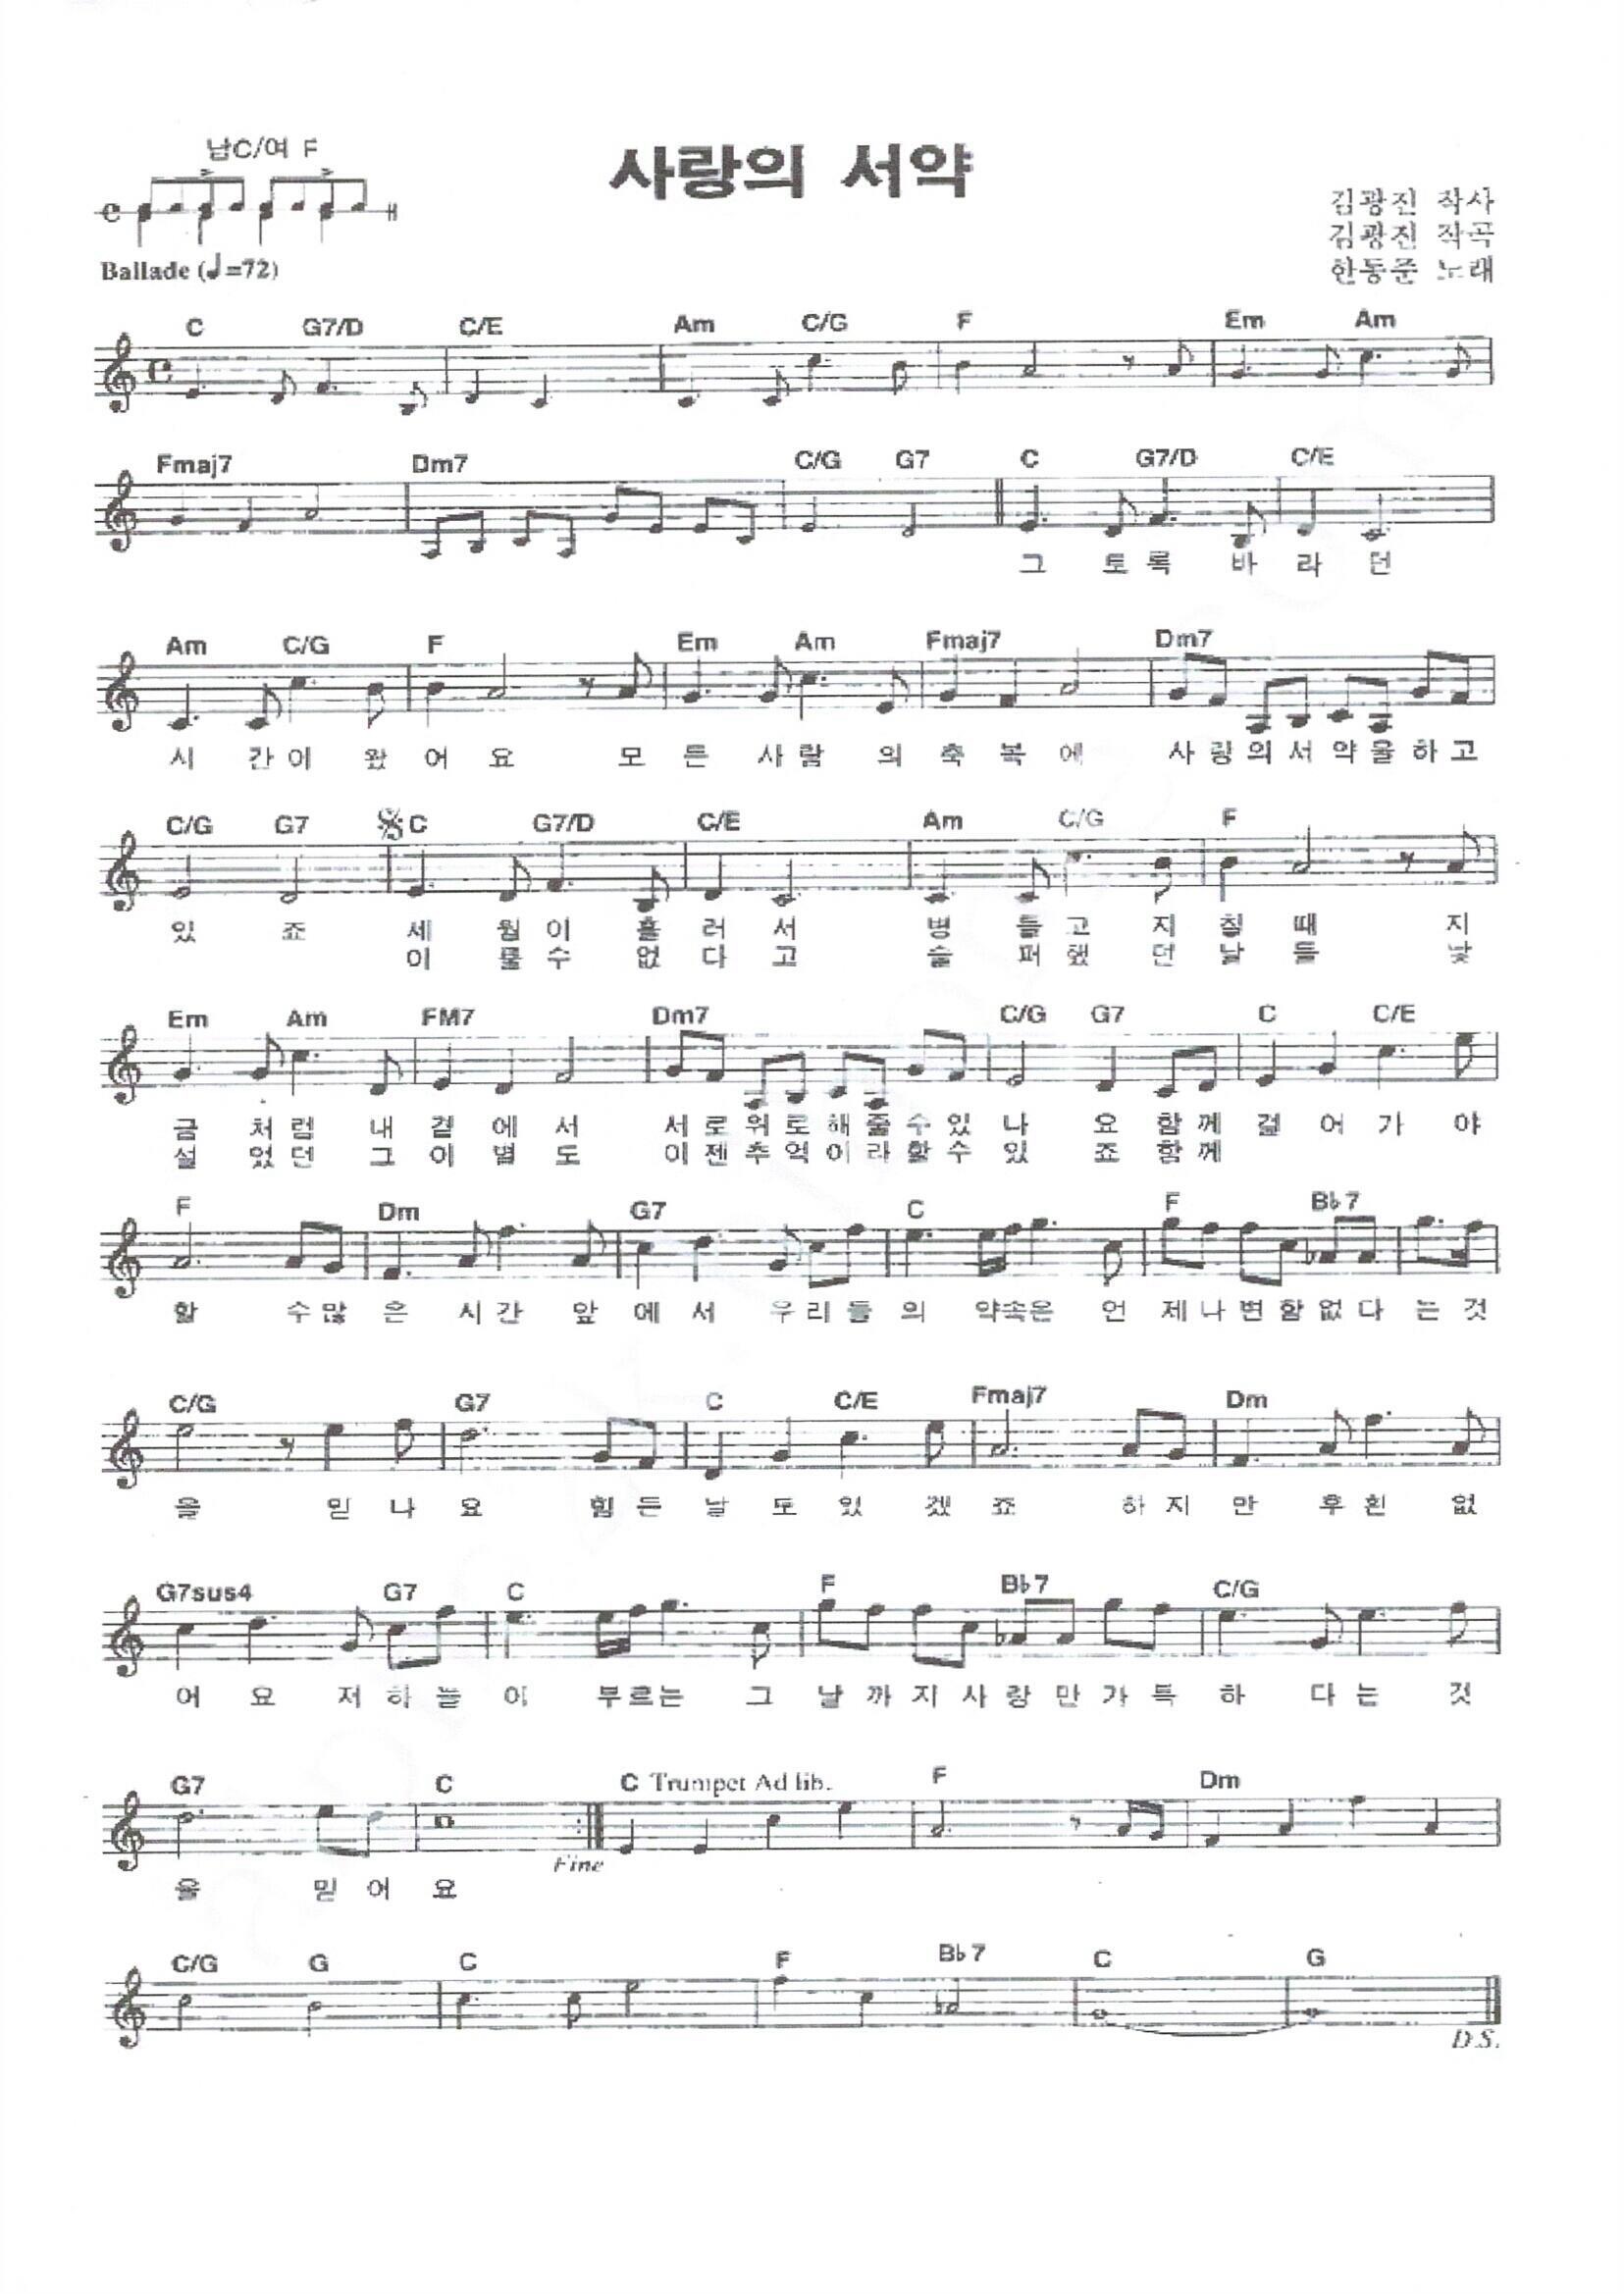 남C/여 F
사랑의 서약
김광진 작사
김광진 작곡
한동준 노래
Ballade (♩=72)
C G7/D C/E Am C/G F Em Am
Fmaj7 Dm7 C/G G7 C G7/D C/E
그 토 록 바 라 던
Am C/G F Em Am Fmaj7 Dm7
시 간 이 왔 어 요 모 든 사 람 의 축 복 에 사 랑 의 서 약 을 하 고
C/G G7 C G7/D C/E Am C/G F
있 죠 세 월 이 흘 러 서 병 들 고 지 칠 때 지
이 룰 수 없 다 고 슬 퍼 했 던 날 들 낯
Em Am FM7 Dm7 C/G G7 C C/E
금 처 럼 내 곁 에 서 서 로 위 로 해 줄 수 있 나 요 함 께 걸 어 가 야
설 었 던 그 이 별 도 이 젠 추 억 이 라 할 수 있 죠 함 께
F Dm G7 C F B♭7
할 수 많 은 시 간 앞 에 서 우 리 들 의 약속은 언 제 나 변 함 없 다 는 것
C/G G7 C C/E Fmaj7 Dm
을 믿 나 요 힘 든 날 도 있 겠 죠 하 지 만 후 흰 없
G7sus4 G7 C F B♭7 C/G
어 요 저 하 늘 이 부르는 그 날 까 지 사 랑 만 가 득 하 다 는 것
G7 C C Trumpet Ad lib. F Dm
Fine
을 믿 어 요
C/G G C F B♭7 C G
D.S.